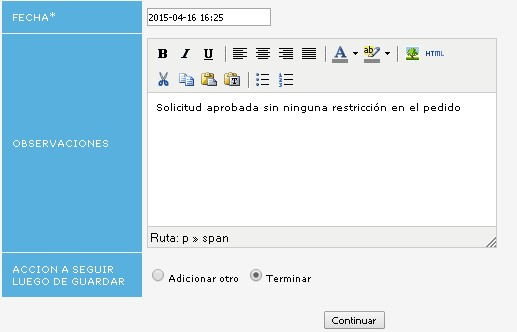 FECHA*
2015-04-16 16:25
B I U A ab HTML
OBSERVACIONES
Solicitud aprobada sin ninguna restricción en el pedido
Ruta: p » span
ACCION A SEGUIR
LUEGO DE GUARDAR
Adicionar otro Terminar
Continuar